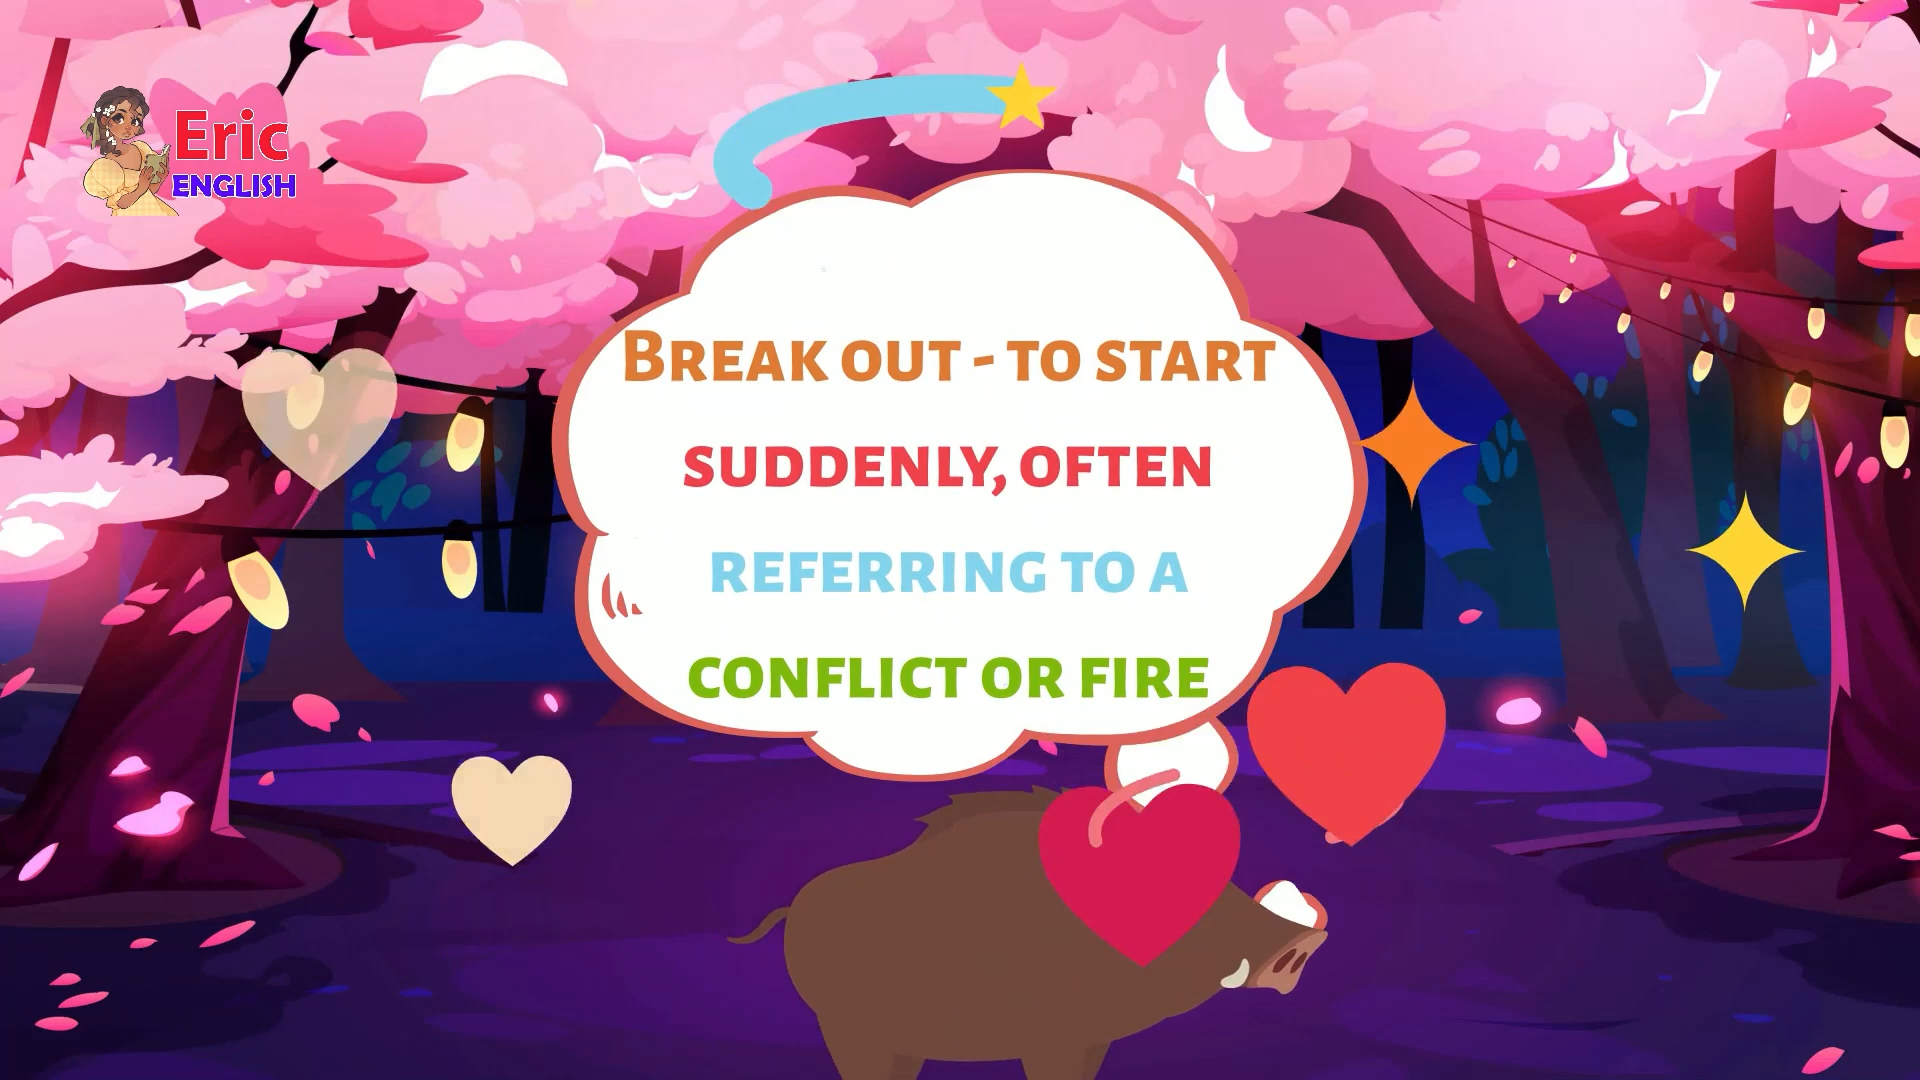 Eric
ENGLISH
BREAK OUT - TO START
SUDDENLY, OFTEN
REFERRING TO A
CONFLICT OR FIRE